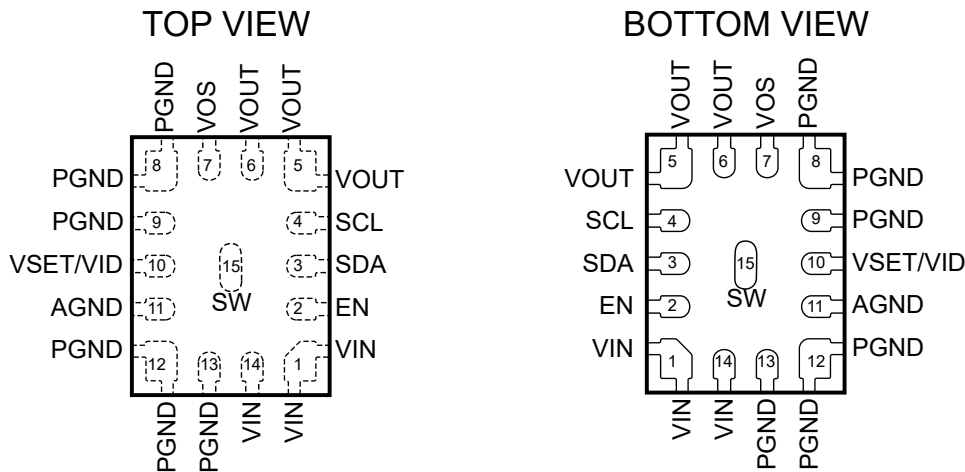 TOP VIEW
PGND
VOS
VOUT
VOUT
8
7
6
5
PGND
VOUT
PGND
9
4
SCL
VSET/VID
10
15
3
SDA
SW
AGND
11
2
EN
PGND
12
13
14
1
VIN
PGND
PGND
VIN
VIN
BOTTOM VIEW
VOUT
VOUT
VOS
PGND
5
6
7
8
VOUT
PGND
SCL
4
9
PGND
SDA
3
15
10
VSET/VID
SW
EN
2
11
AGND
VIN
1
14
13
12
PGND
VIN
VIN
PGND
PGND